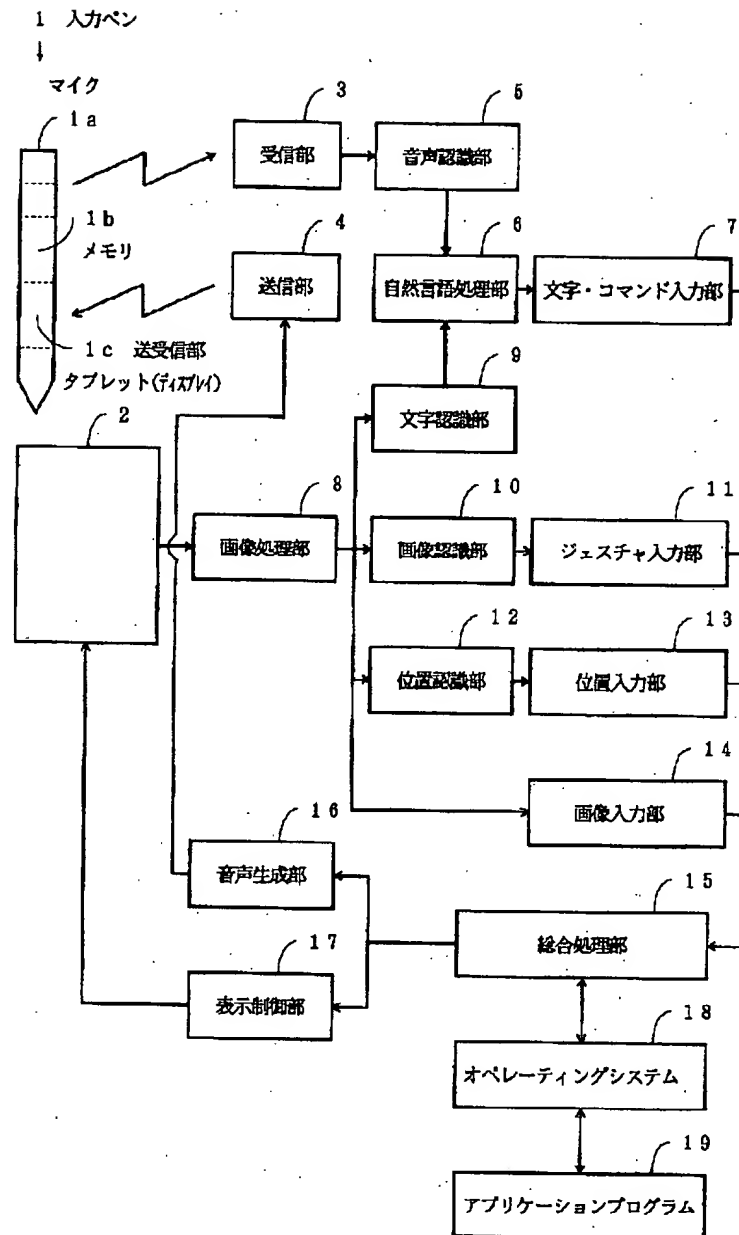 1 入力ペン
↓
マイク
1a
3
5
受信部
音声認識部
1b
メモリ
4
6
7
送信部
自然言語処理部
文字・コマンド入力部
1c 送受信部
タブレット(ディスプレイ)
9
2
文字認識部
8
10
11
画像処理部
画像認識部
ジェスチャ入力部
12
13
位置認識部
位置入力部
14
画像入力部
16
音声生成部
15
総合処理部
17
表示制御部
18
オペレーティングシステム
19
アプリケーションプログラム